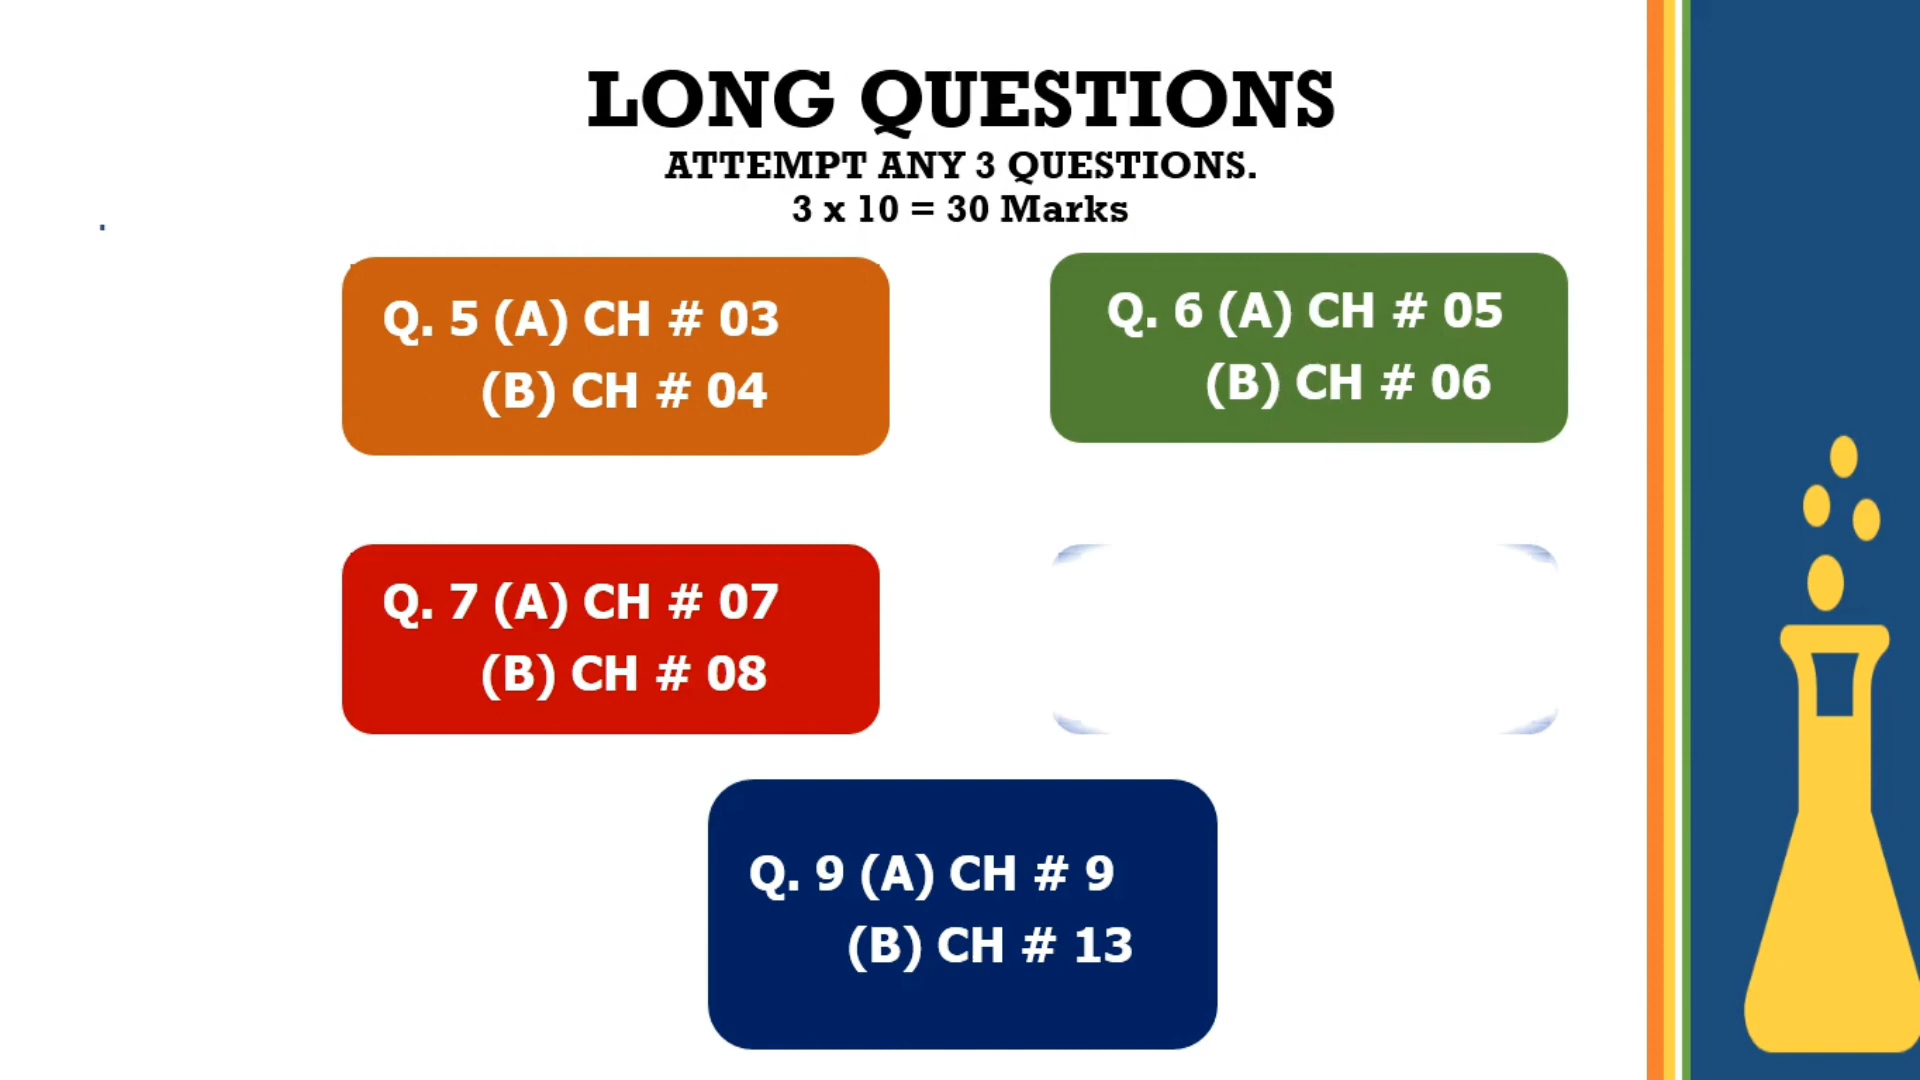 LONG QUESTIONS
ATTEMPT ANY 3 QUESTIONS.
3 x 10 = 30 Marks
Q. 5 (A) CH # 03
(B) CH # 04
Q. 6 (A) CH # 05
(B) CH # 06
Q. 7 (A) CH # 07
(B) CH # 08
Q. 9 (A) CH # 9
(B) CH # 13